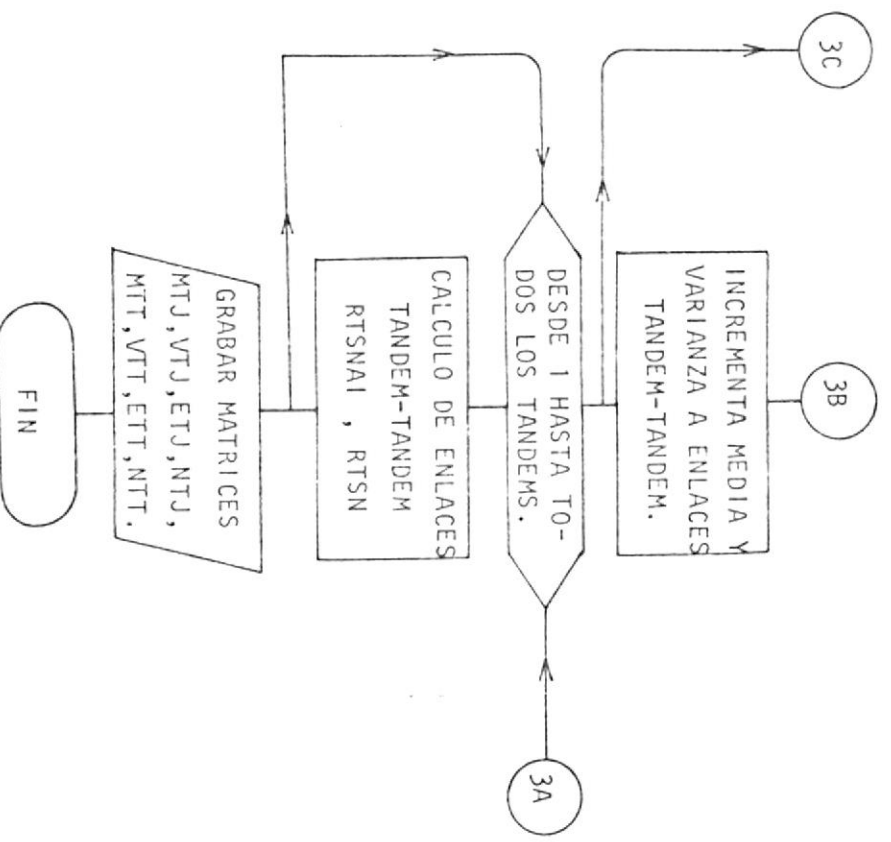 3B
3C
INCREMENTA MEDIA Y
VARIANZA A ENLACES
TANDEM-TANDEM.
3A
DESDE 1 HASTA TO-
DOS LOS TANDEMS.
CALCULO DE ENLACES
TANDEM-TANDEM
RTSNAI , RTSN
GRABAR MATRICES
MTJ,VTJ,ETJ,NTJ,
MTT,VTT,ETT,NTT.
FIN